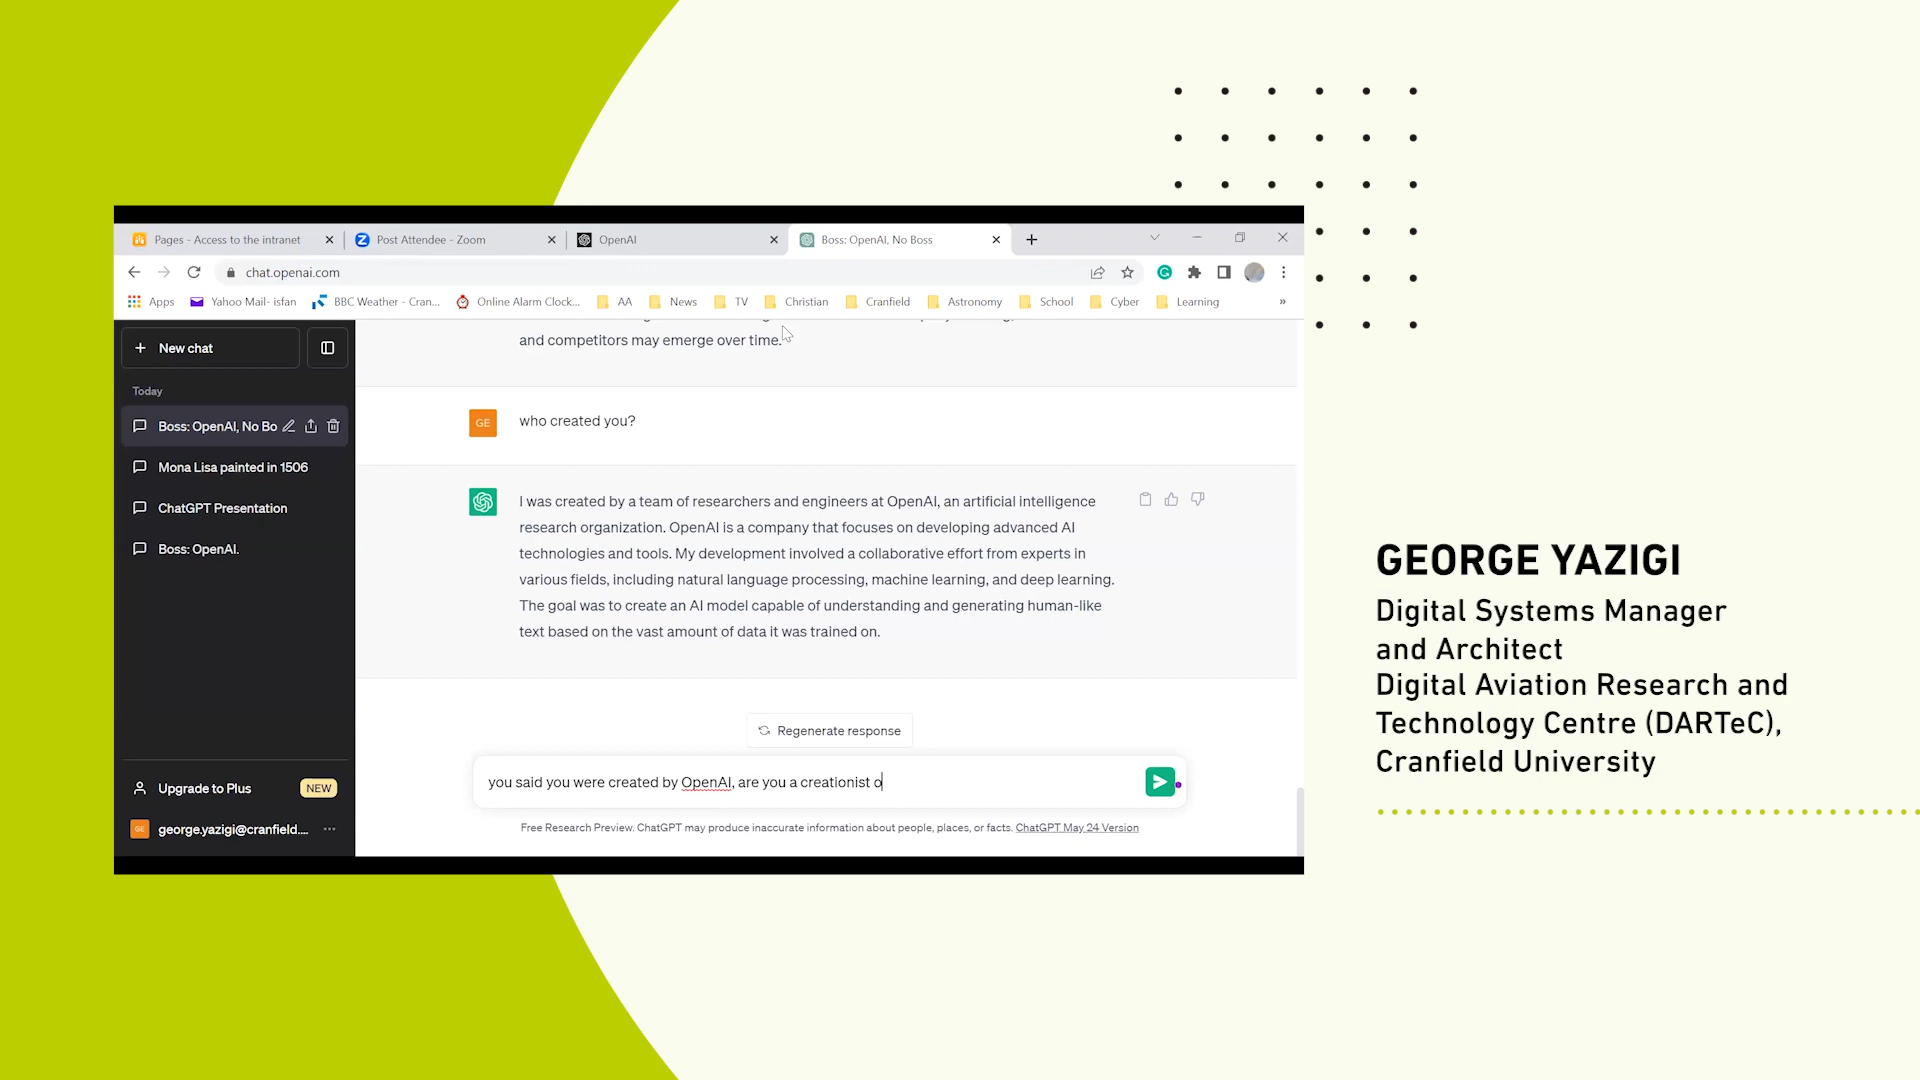 Pages - Access to the intranet
Post Attendee - Zoom
OpenAI
Boss: OpenAI, No Boss
chat.openai.com
Apps
Yahoo Mail- isfan
BBC Weather - Cran...
Online Alarm Clock...
AA
News
TV
Christian
Cranfield
Astronomy
School
Cyber
Learning
»
New chat
Today
Boss: OpenAI, No Bo
Mona Lisa painted in 1506
ChatGPT Presentation
Boss: OpenAI.
Upgrade to Plus
NEW
GE
george.yazigi@cranfield....
and competitors may emerge over time.
GE
who created you?
I was created by a team of researchers and engineers at OpenAI, an artificial intelligence
research organization. OpenAI is a company that focuses on developing advanced AI
technologies and tools. My development involved a collaborative effort from experts in
various fields, including natural language processing, machine learning, and deep learning.
The goal was to create an AI model capable of understanding and generating human-like
text based on the vast amount of data it was trained on.
Regenerate response
you said you were created by OpenAI, are you a creationist o
Free Research Preview. ChatGPT may produce inaccurate information about people, places, or facts. ChatGPT May 24 Version
GEORGE YAZIGI
Digital Systems Manager
and Architect
Digital Aviation Research and
Technology Centre (DARTeC),
Cranfield University